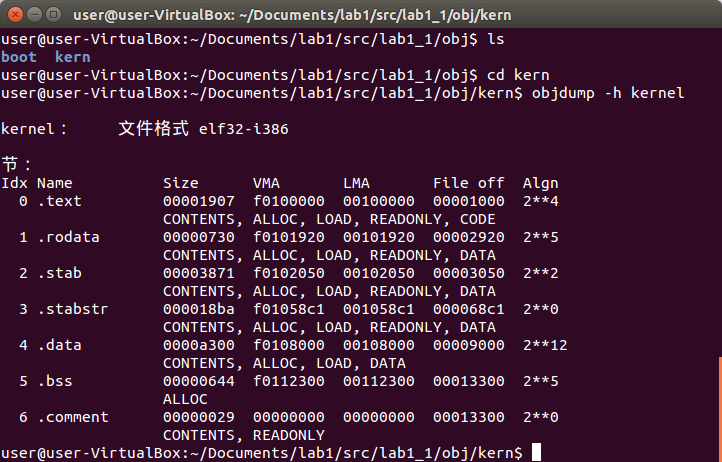 user@user-VirtualBox: ~/Documents/lab1/src/lab1_1/obj/kern
user@user-VirtualBox:~/Documents/lab1/src/lab1_1/obj$ ls
boot  kern
user@user-VirtualBox:~/Documents/lab1/src/lab1_1/obj$ cd kern
user@user-VirtualBox:~/Documents/lab1/src/lab1_1/obj/kern$ objdump -h kernel
kernel：     文件格式 elf32-i386
节：
Idx Name          Size      VMA       LMA       File off  Algn
  0 .text         00001907  f0100000  00100000  00001000  2**4
                  CONTENTS, ALLOC, LOAD, READONLY, CODE
  1 .rodata       00000730  f0101920  00101920  00002920  2**5
                  CONTENTS, ALLOC, LOAD, READONLY, DATA
  2 .stab         00003871  f0102050  00102050  00003050  2**2
                  CONTENTS, ALLOC, LOAD, READONLY, DATA
  3 .stabstr      000018ba  f01058c1  001058c1  000068c1  2**0
                  CONTENTS, ALLOC, LOAD, READONLY, DATA
  4 .data         0000a300  f0108000  00108000  00009000  2**12
                  CONTENTS, ALLOC, LOAD, DATA
  5 .bss          00000644  f0112300  00112300  00013300  2**5
                  ALLOC
  6 .comment      00000029  00000000  00000000  00013300  2**0
                  CONTENTS, READONLY
user@user-VirtualBox:~/Documents/lab1/src/lab1_1/obj/kern$